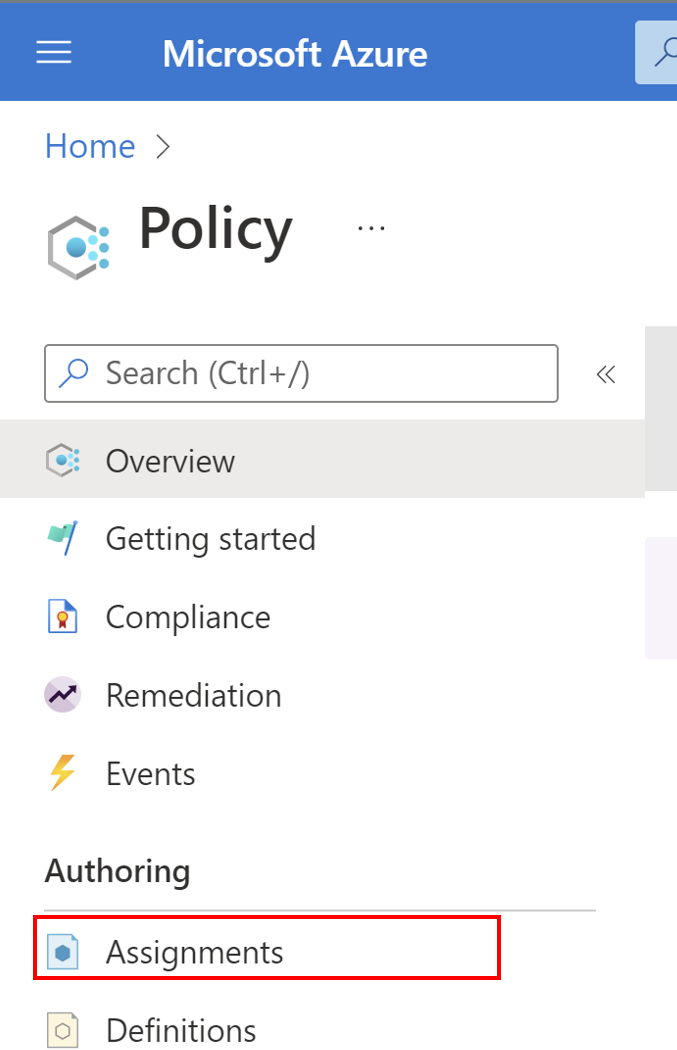 Microsoft Azure
Home >
Policy ...
Search (Ctrl+/)
Overview
Getting started
Compliance
Remediation
Events
Authoring
Assignments
Definitions